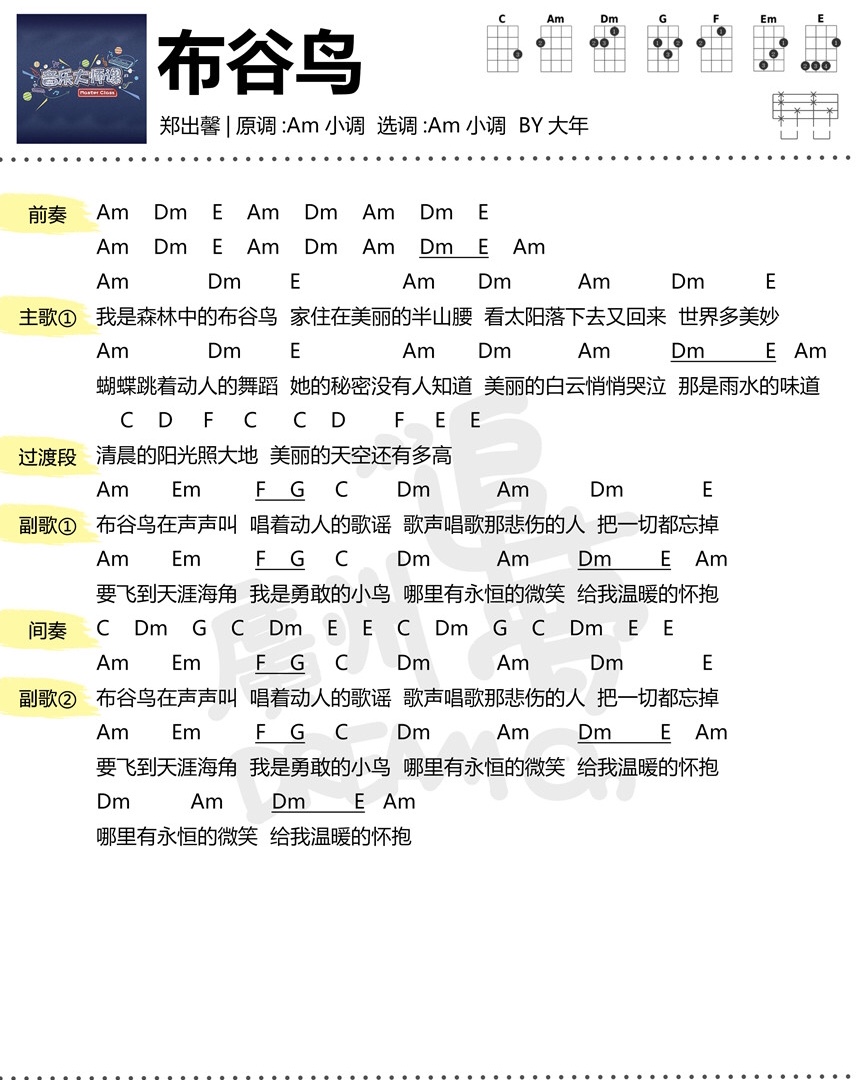 音乐大师课
Master Class
布谷鸟
郑出馨 | 原调 :Am 小调 选调 :Am 小调 BY 大年
C Am Dm G F Em E
前奏 Am Dm E Am Dm Am Dm E
Am Dm E Am Dm Am Dm E Am
Am Dm E Am Dm Am Dm E
主歌① 我是森林中的布谷鸟 家住在美丽的半山腰 看太阳落下去又回来 世界多美妙
Am Dm E Am Dm Am Dm E Am
蝴蝶跳着动人的舞蹈 她的秘密没有人知道 美丽的白云悄悄哭泣 那是雨水的味道
C D F C C D F E E
过渡段 清晨的阳光照大地 美丽的天空还有多高
Am Em F G C Dm Am Dm E
副歌① 布谷鸟在声声叫 唱着动人的歌谣 歌声唱歌那悲伤的人 把一切都忘掉
Am Em F G C Dm Am Dm E Am
要飞到天涯海角 我是勇敢的小鸟 哪里有永恒的微笑 给我温暖的怀抱
间奏 C Dm G C Dm E E C Dm G C Dm E E
Am Em F G C Dm Am Dm E
副歌② 布谷鸟在声声叫 唱着动人的歌谣 歌声唱歌那悲伤的人 把一切都忘掉
Am Em F G C Dm Am Dm E Am
要飞到天涯海角 我是勇敢的小鸟 哪里有永恒的微笑 给我温暖的怀抱
Dm Am Dm E Am
哪里有永恒的微笑 给我温暖的怀抱